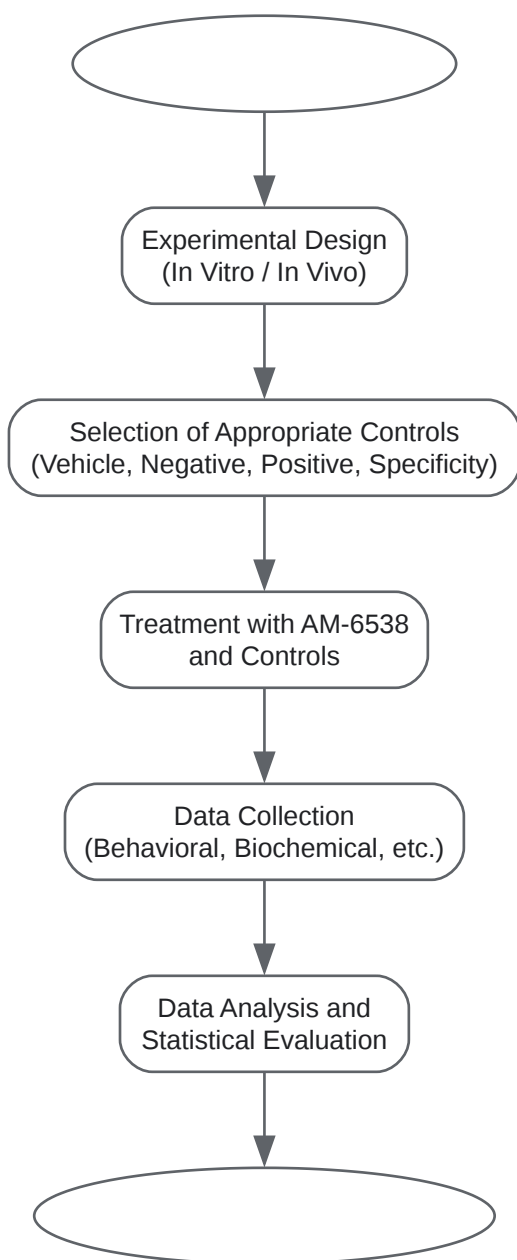 Experimental Design
(In Vitro / In Vivo)
Selection of Appropriate Controls
(Vehicle, Negative, Positive, Specificity)
Treatment with AM-6538
and Controls
Data Collection
(Behavioral, Biochemical, etc.)
Data Analysis and
Statistical Evaluation